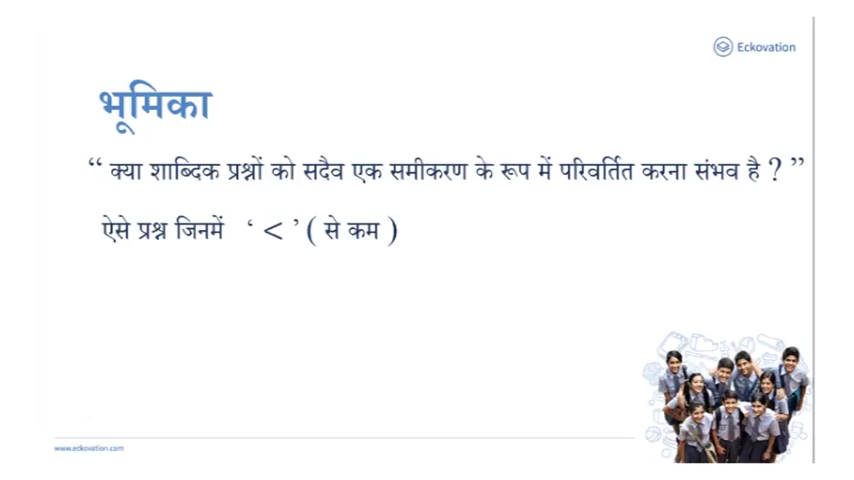 Eckovation
भूमिका
“ क्या शाब्दिक प्रश्नों को सदैव एक समीकरण के रूप में परिवर्तित करना संभव है ? ”
ऐसे प्रश्न जिनमें ‘ < ’ ( से कम )
www.eckovation.com